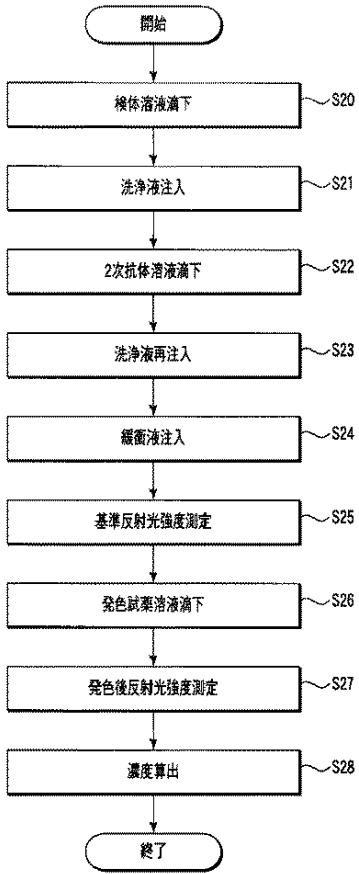 開始
検体溶液滴下
S20
洗浄液注入
S21
2次抗体溶液滴下
S22
洗浄液再注入
S23
緩衝液注入
S24
基準反射光強度測定
S25
発色試薬溶液滴下
S26
発色後反射光強度測定
S27
濃度算出
S28
終了